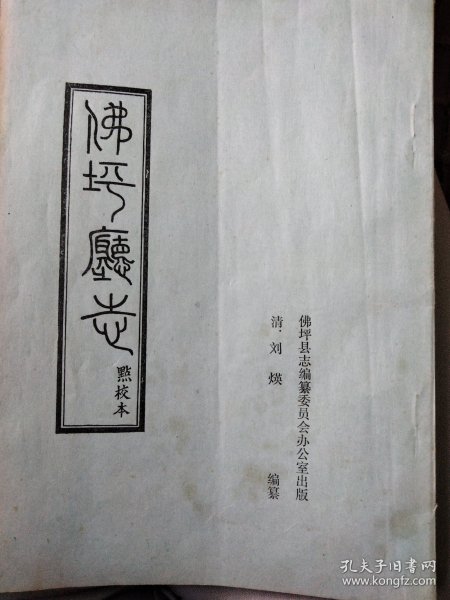 佛坪廳志
點校本
佛坪县志编纂委员会办公室出版
清·刘煐 编纂
孔夫子旧书网
www.kongfz.com